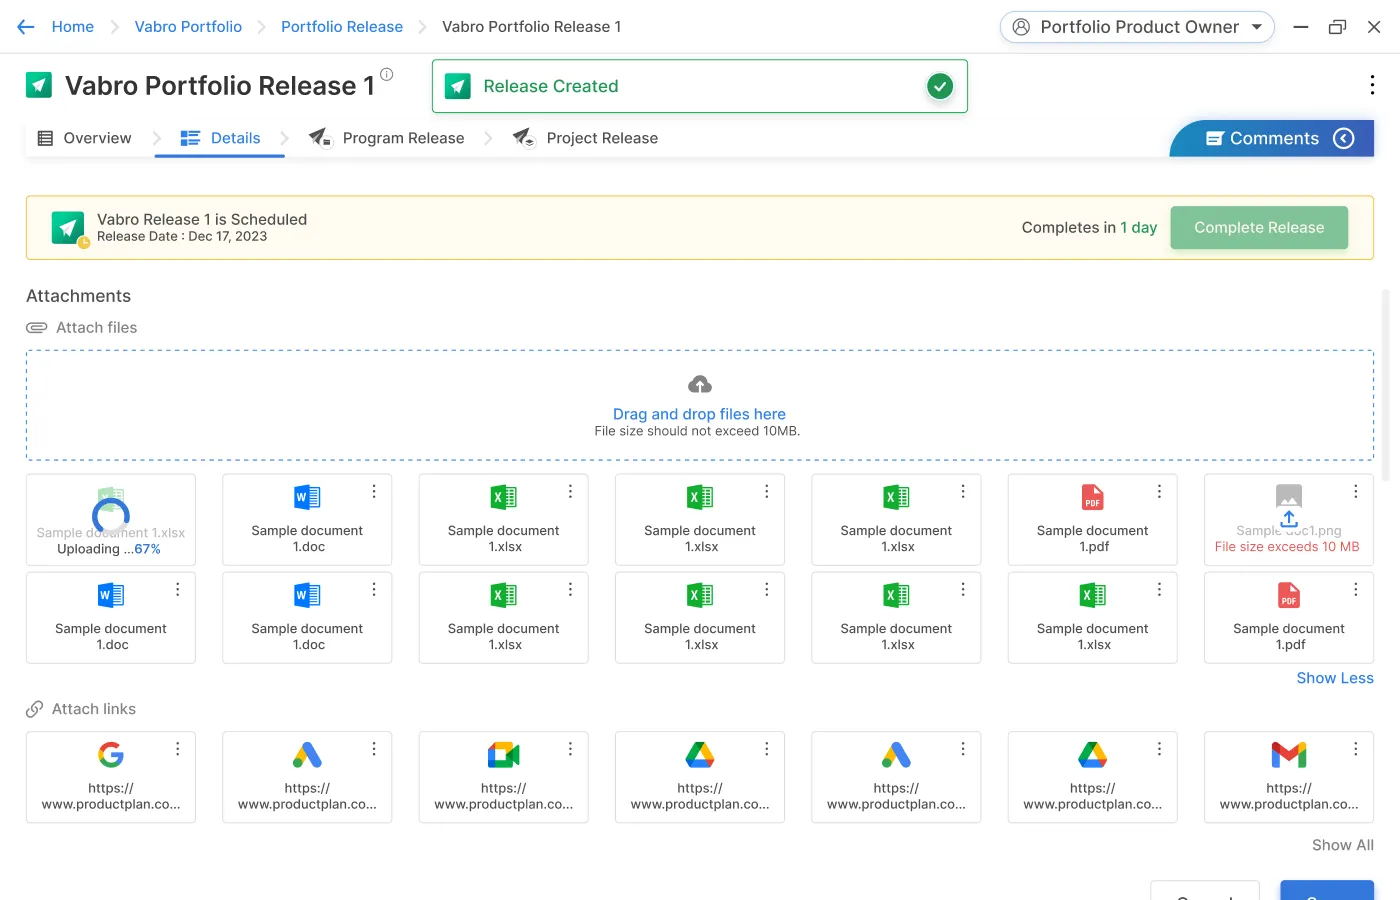 Home
Vabro Portfolio
Portfolio Release
Vabro Portfolio Release 1
Portfolio Product Owner
Vabro Portfolio Release 1
Release Created
Overview
Details
Program Release
Project Release
Comments
Vabro Release 1 is Scheduled
Release Date : Dec 17, 2023
Completes in 1 day
Complete Release
Attachments
Attach files
Drag and drop files here
File size should not exceed 10MB.
Sample document 1.xlsx
Uploading ...67%
W
Sample document
1.doc
X
Sample document
1.xlsx
X
Sample document
1.xlsx
X
Sample document
1.xlsx
PDF
Sample document
1.pdf
Sample doc1.png
File size exceeds 10 MB
W
Sample document
1.doc
W
Sample document
1.doc
X
Sample document
1.xlsx
X
Sample document
1.xlsx
X
Sample document
1.xlsx
X
Sample document
1.xlsx
PDF
Sample document
1.pdf
Show Less
Attach links
https://
www.productplan.co...
https://
www.productplan.co...
https://
www.productplan.co...
https://
www.productplan.co...
https://
www.productplan.co...
https://
www.productplan.co...
https://
www.productplan.co...
Show All